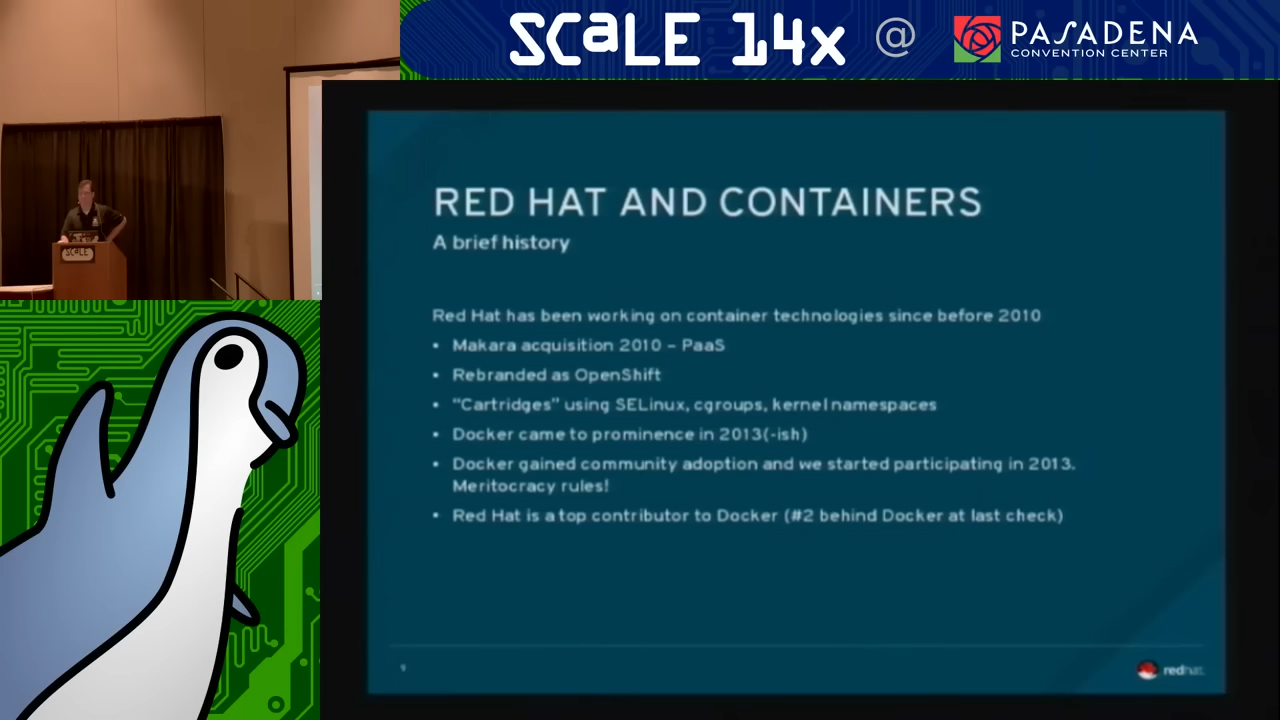 SCaLE 14x @ PASADENA
CONVENTION CENTER
SCaLE
RED HAT AND CONTAINERS
A brief history
Red Hat has been working on container technologies since before 2010
• Makara acquisition 2010 – PaaS
• Rebranded as OpenShift
• “Cartridges” using SELinux, cgroups, kernel namespaces
• Docker came to prominence in 2013(-ish)
• Docker gained community adoption and we started participating in 2013.
Meritocracy rules!
• Red Hat is a top contributor to Docker (#2 behind Docker at last check)
9
redhat.